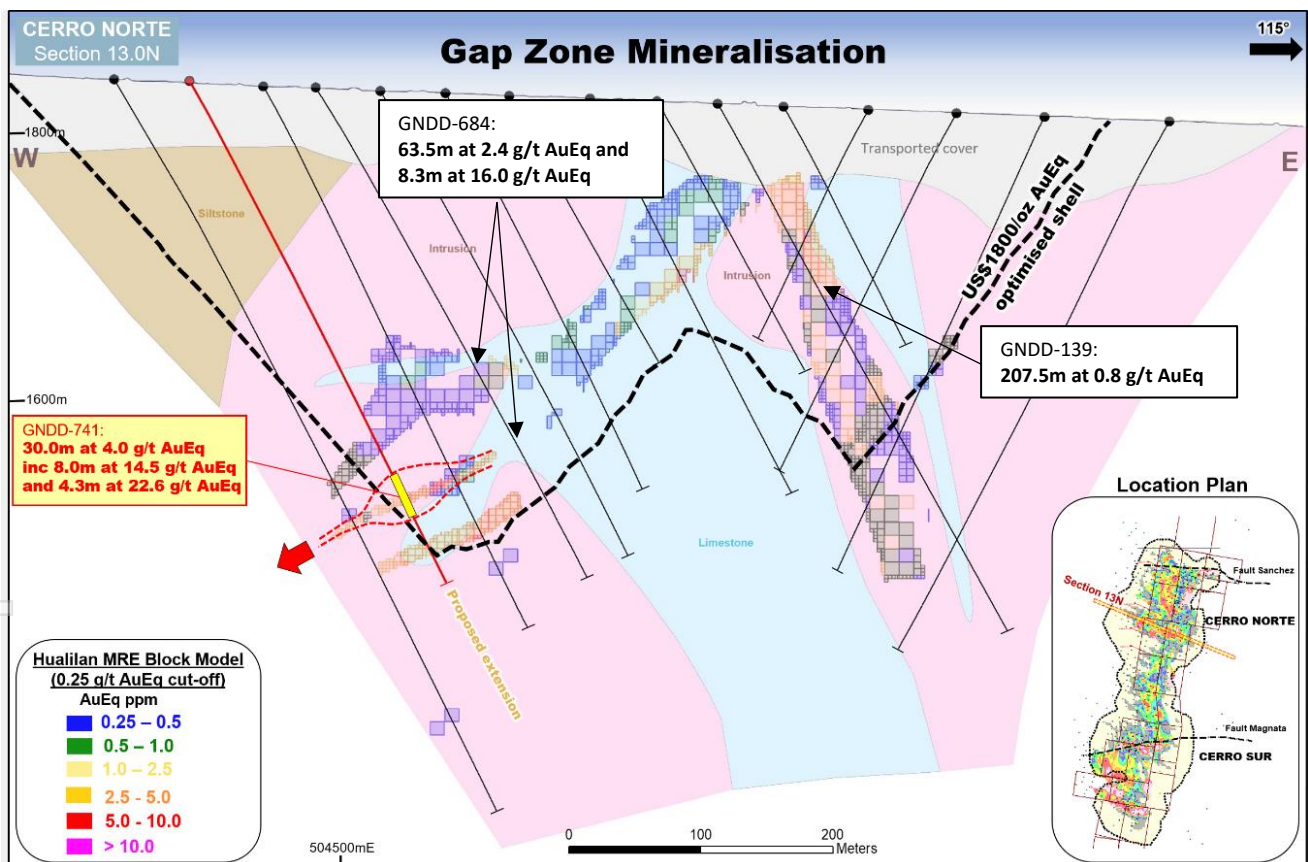 CERRO NORTE
Section 13.0N
Gap Zone Mineralisation
115°
1800m
W
E
GNDD-684:
63.5m at 2.4 g/t AuEq and
8.3m at 16.0 g/t AuEq
Transported cover
Siltstone
Intrusion
Intrusion
US$1800/oz AuEq
optimised shell
GNDD-139:
207.5m at 0.8 g/t AuEq
1600m
GNDD-741:
30.0m at 4.0 g/t AuEq
inc 8.0m at 14.5 g/t AuEq
and 4.3m at 22.6 g/t AuEq
Limestone
Proposed extension
Location Plan
Fault Sanchez
Section 13N
CERRO NORTE
Fault Magnata
CERRO SUR
Hualilan MRE Block Model
(0.25 g/t AuEq cut-off)
AuEq ppm
0.25 – 0.5
0.5 – 1.0
1.0 – 2.5
2.5 - 5.0
5.0 - 10.0
> 10.0
504500mE
0 100 200
Meters